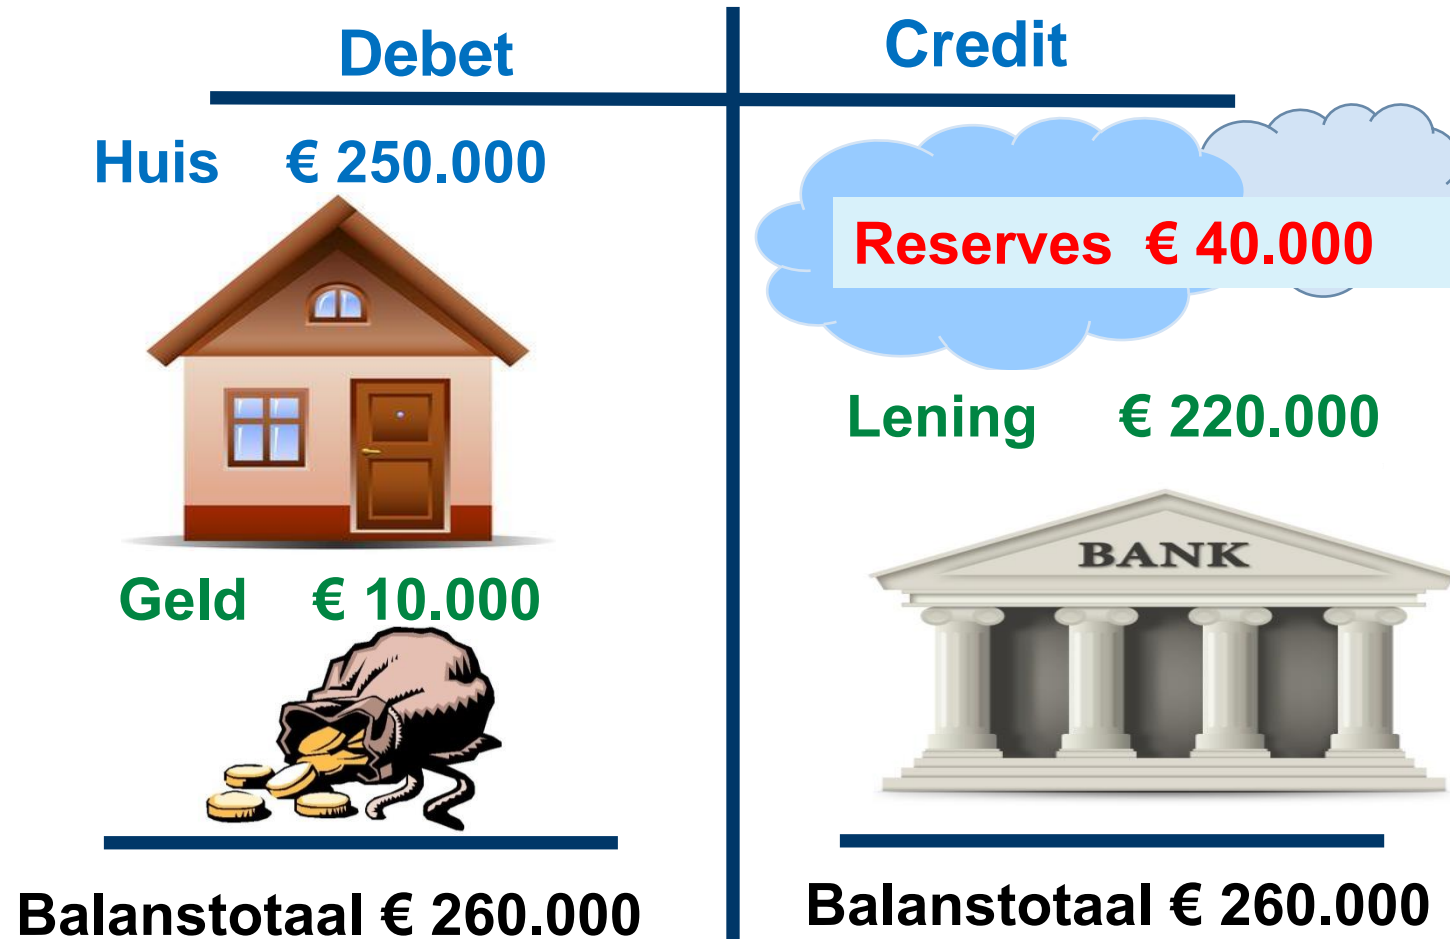 Debet
Huis € 250.000
Geld € 10.000
Balanstotaal € 260.000
Credit
Reserves € 40.000
Lening € 220.000
BANK
Balanstotaal € 260.000